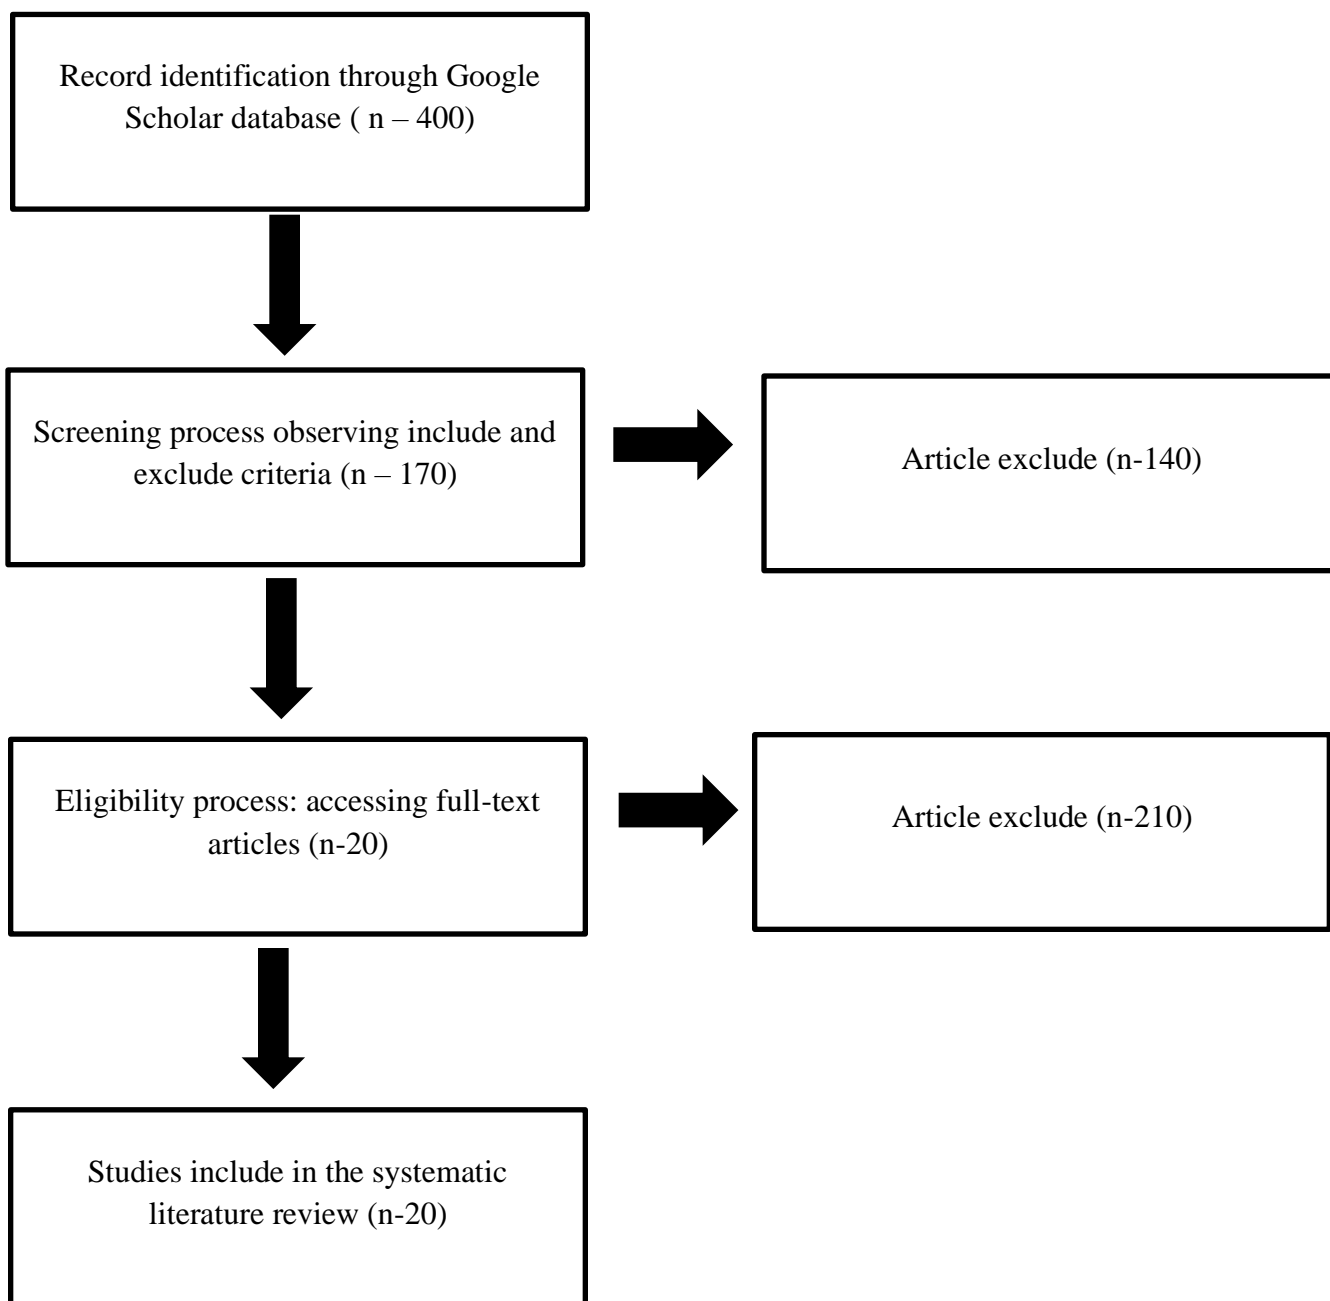 Record identification through Google
Scholar database ( n – 400)
Screening process observing include and
exclude criteria (n – 170)
Article exclude (n-140)
Eligibility process: accessing full-text
articles (n-20)
Article exclude (n-210)
Studies include in the systematic
literature review (n-20)